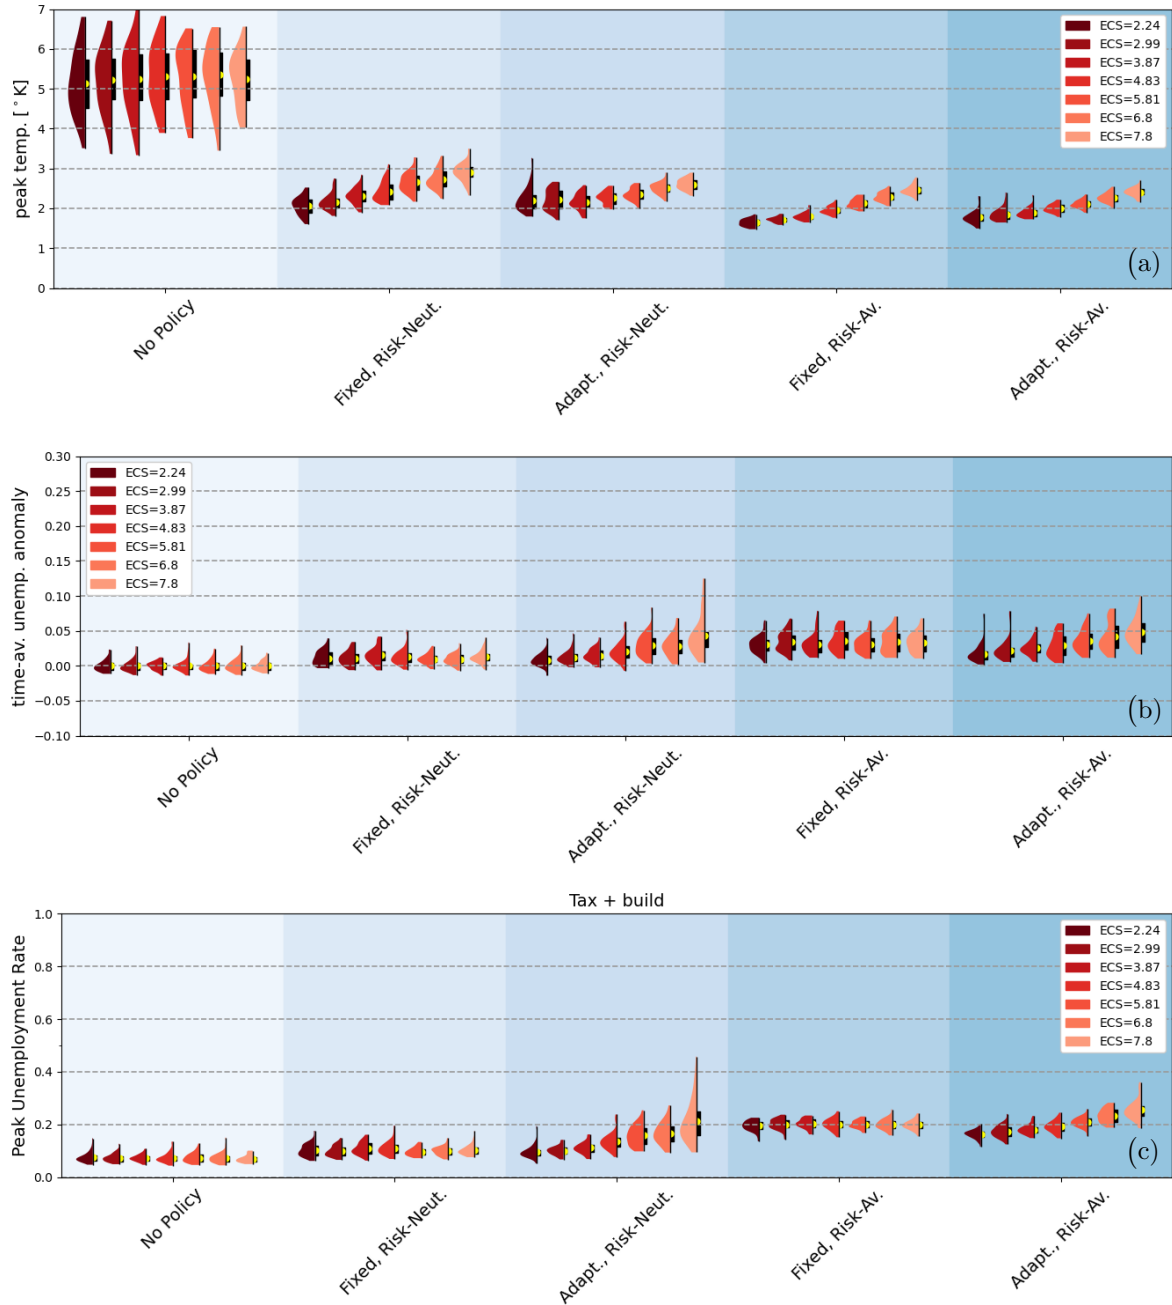 peak temp. [°K]
7
6
5
4
3
2
1
0
ECS=2.24
ECS=2.99
ECS=3.87
ECS=4.83
ECS=5.81
ECS=6.8
ECS=7.8
(a)
No Policy
Fixed, Risk-Neut.
Adapt., Risk-Neut.
Fixed, Risk-Av.
Adapt., Risk-Av.
time-av. unemp. anomaly
0.30
0.25
0.20
0.15
0.10
0.05
0.00
−0.05
−0.10
ECS=2.24
ECS=2.99
ECS=3.87
ECS=4.83
ECS=5.81
ECS=6.8
ECS=7.8
(b)
No Policy
Fixed, Risk-Neut.
Adapt., Risk-Neut.
Fixed, Risk-Av.
Adapt., Risk-Av.
Tax + build
Peak Unemployment Rate
1.0
0.8
0.6
0.4
0.2
0.0
ECS=2.24
ECS=2.99
ECS=3.87
ECS=4.83
ECS=5.81
ECS=6.8
ECS=7.8
(c)
No Policy
Fixed, Risk-Neut.
Adapt., Risk-Neut.
Fixed, Risk-Av.
Adapt., Risk-Av.